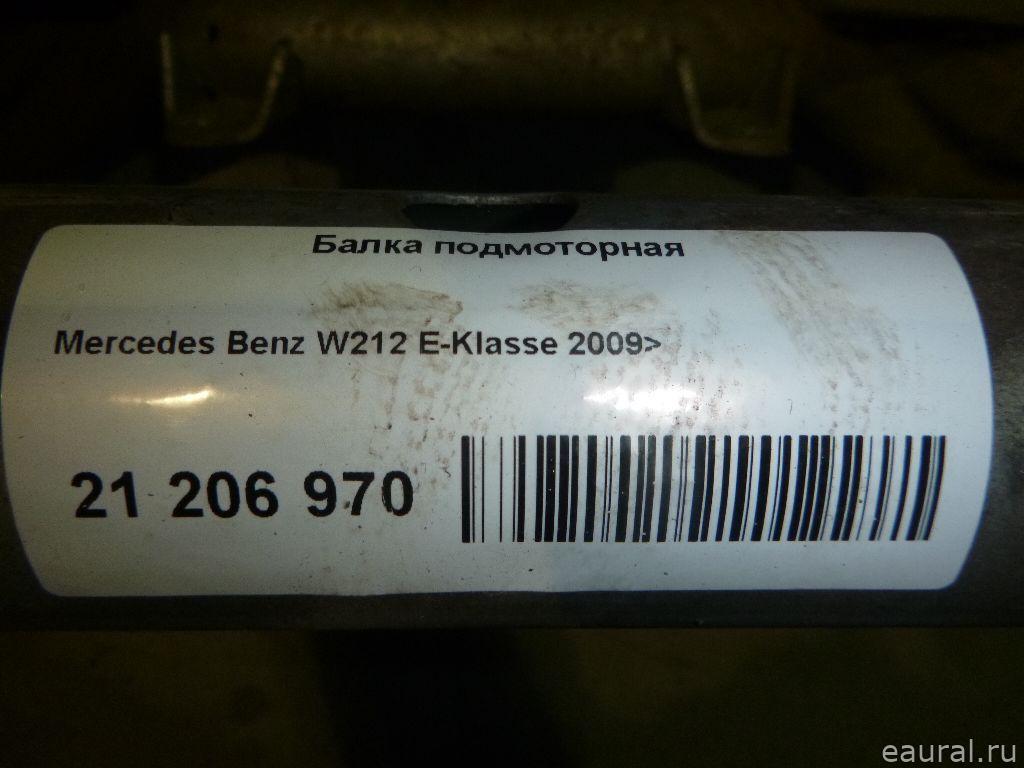 Балка подмоторная
Mercedes Benz W212 E-Klasse 2009>
21 206 970
eaural.ru